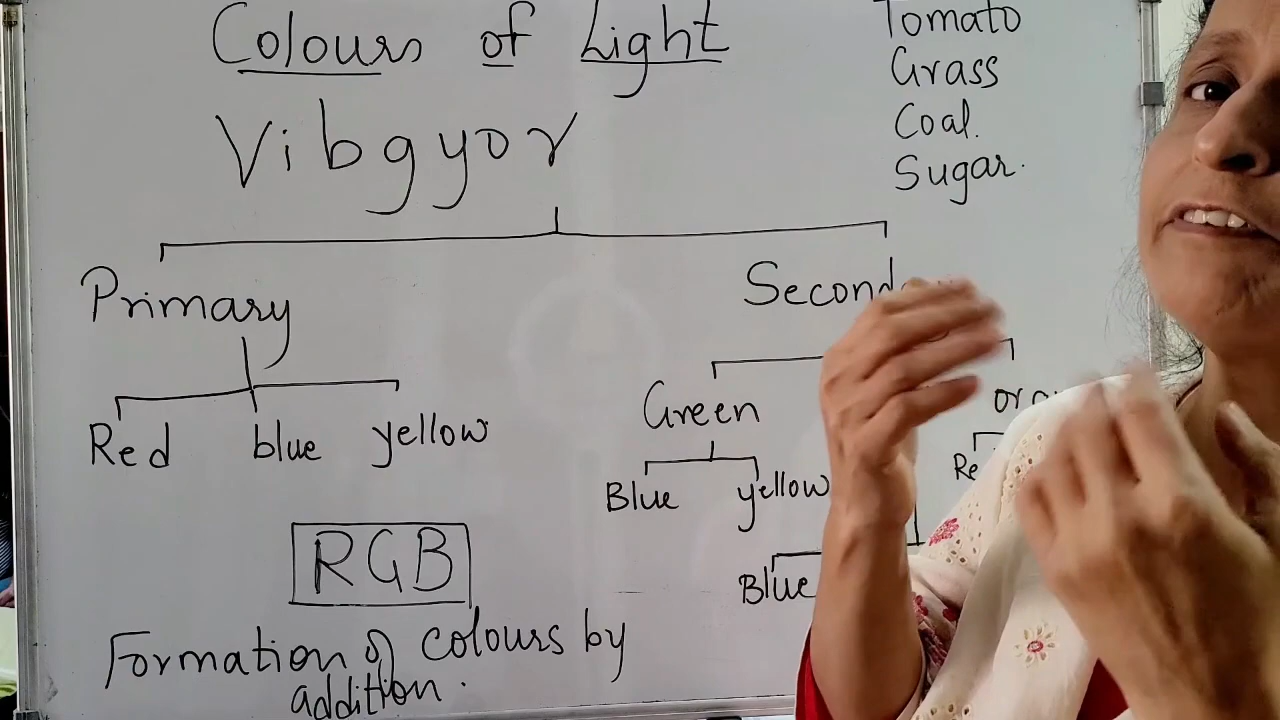 Colours of Light
Vibgyor
Tomato
Grass
Coal.
Sugar.
Primary
Red blue yellow
Green
Blue yellow
Blue
RGB
Formation of colours by
addition.